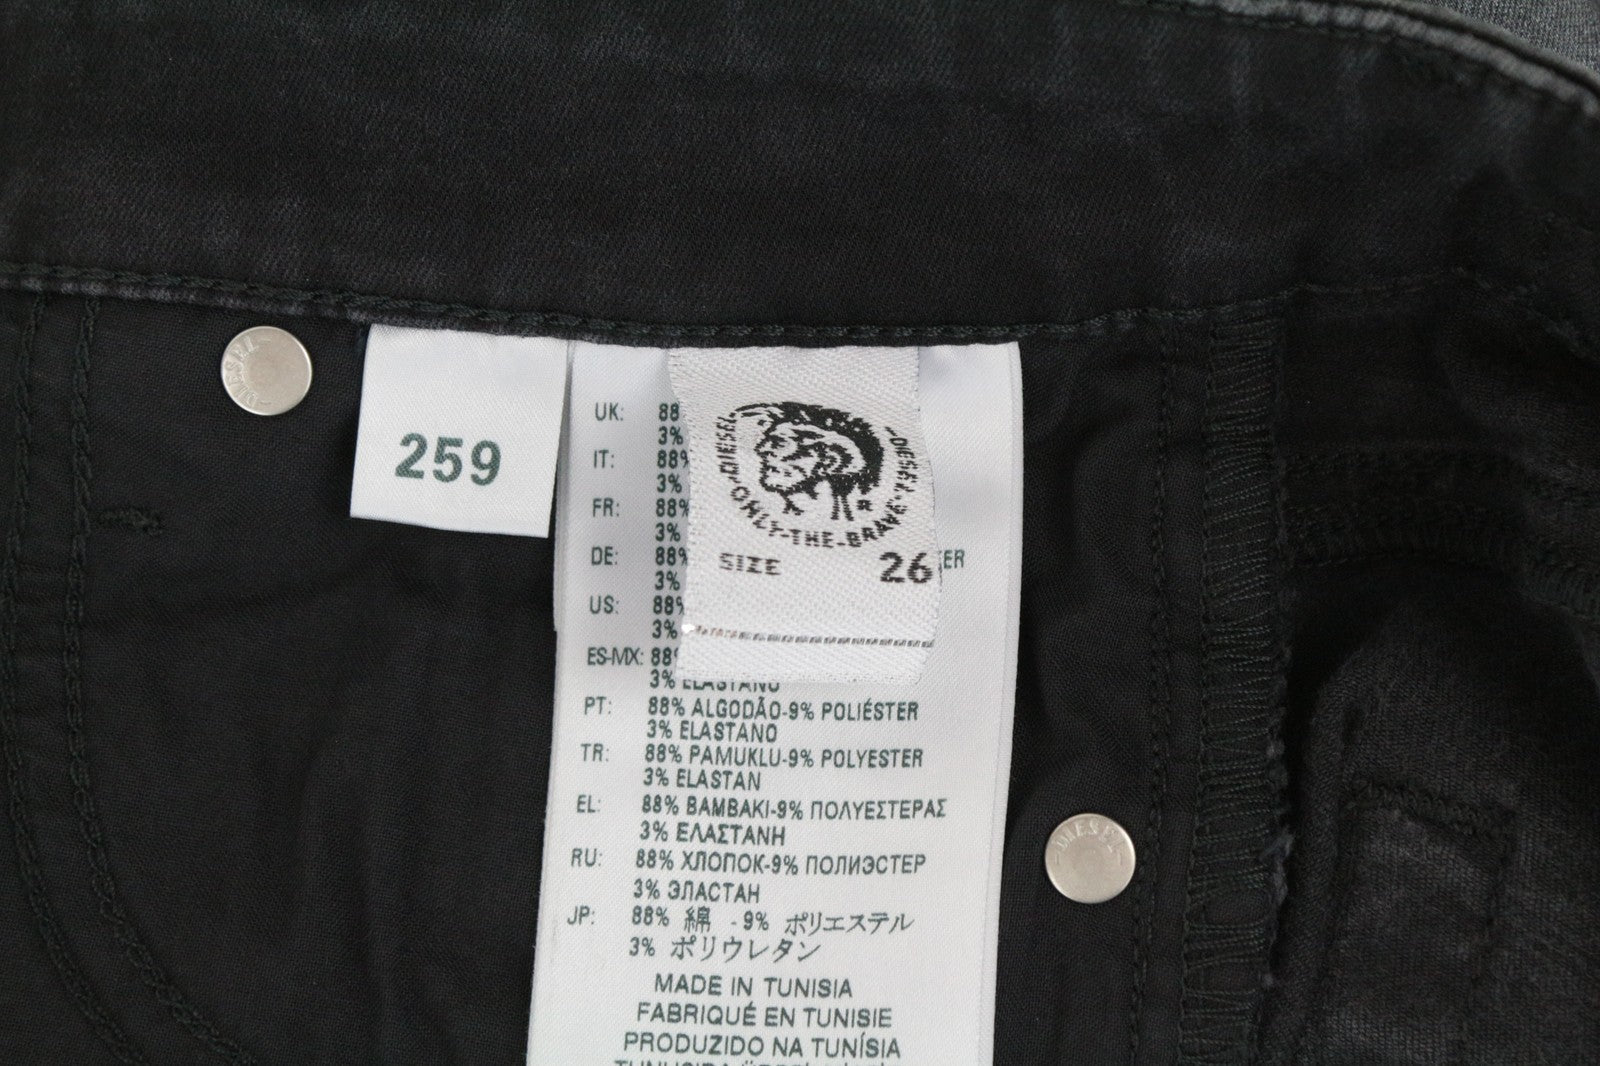 DIESEL
259
DIESEL
DIESEL
ONLY-THE-BRAVE
SIZE 26
UK: 88
3%
IT: 88%
3%
FR: 88%
3%
DE: 88% ER
3%
US: 88%
3%
ES-MX: 88%
3% ELASTANO
PT: 88% ALGODÃO-9% POLIÉSTER
3% ELASTANO
TR: 88% PAMUKLU-9% POLYESTER
3% ELASTAN
EL: 88% ΒΑΜΒΑΚΙ-9% ΠΟΛΥΕΣΤΕΡΑΣ
3% ΕΛΑΣΤΑΝΗ
RU: 88% ХЛОПОК-9% ПОЛИЭСТЕР
3% ЭЛАСТАН
JP: 88% 綿 -9% ポリエステル
3% ポリウレタン
MADE IN TUNISIA
FABRIQUÉ EN TUNISIE
PRODUZIDO NA TUNÍSIA
DIESEL